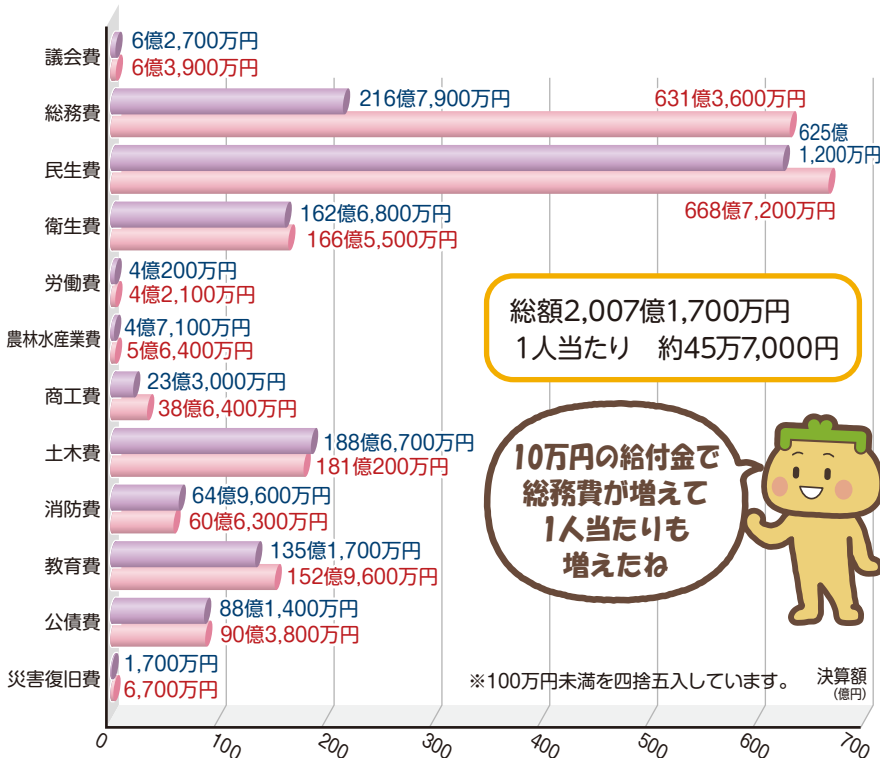 議会費
6億2,700万円
6億3,900万円
総務費
216億7,900万円
631億3,600万円
民生費
625億
1,200万円
668億7,200万円
衛生費
162億6,800万円
166億5,500万円
労働費
4億200万円
4億2,100万円
農林水産業費
4億7,100万円
5億6,400万円
商工費
23億3,000万円
38億6,400万円
土木費
188億6,700万円
181億200万円
消防費
64億9,600万円
60億6,300万円
教育費
135億1,700万円
152億9,600万円
公債費
88億1,400万円
90億3,800万円
災害復旧費
1,700万円
6,700万円
総額2,007億1,700万円
1人当たり 約45万7,000円
10万円の給付金で
総務費が増えて
1人当たりも
増えたね
※100万円未満を四捨五入しています。
決算額
(億円)
0 100 200 300 400 500 600 700